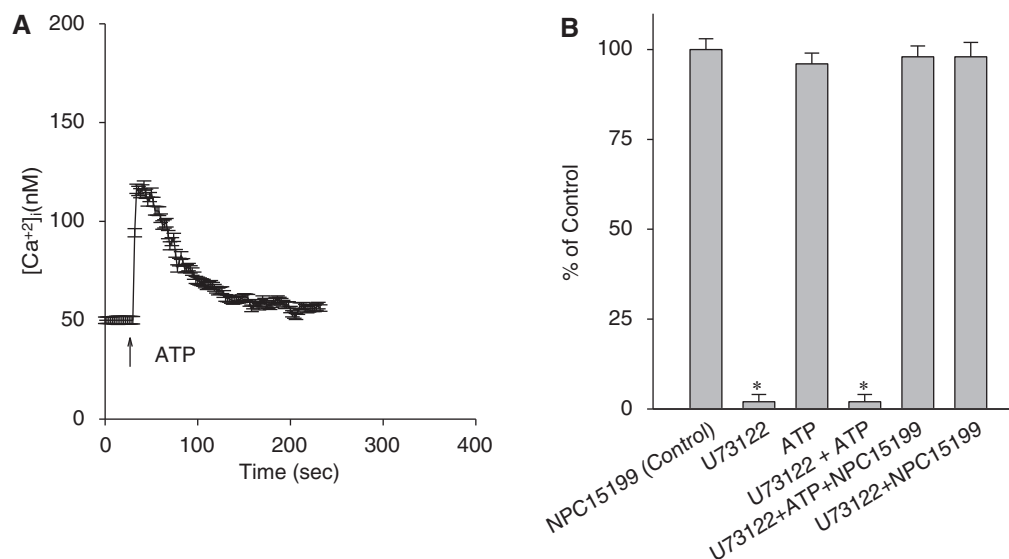 A
200
150
100
50
0
[Ca+2]i(nM)
ATP
0
100
200
300
400
Time (sec)
B
100
75
50
25
0
% of Control
*
*
NPC15199 (Control)
U73122
ATP
U73122 + ATP
U73122+ATP+NPC15199
U73122+NPC15199